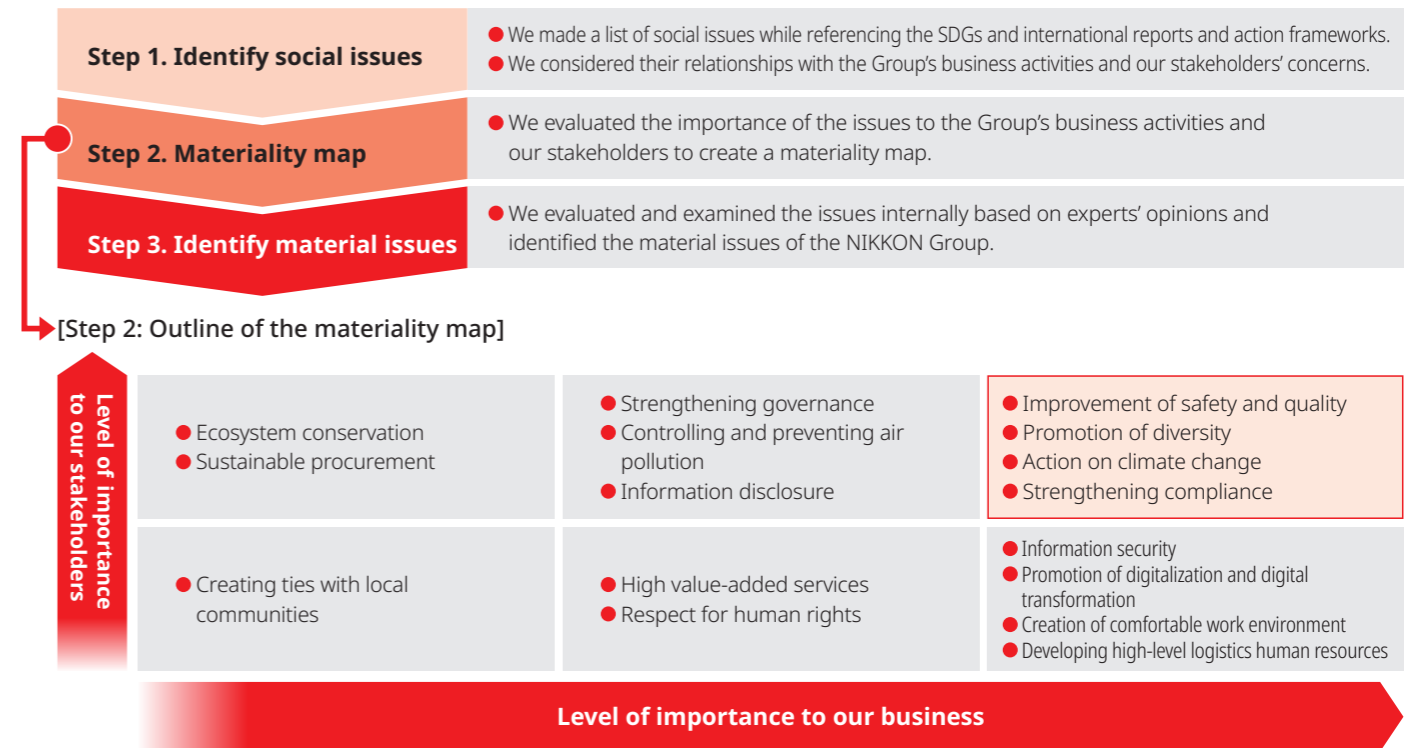 Step 1. Identify social issues
● We made a list of social issues while referencing the SDGs and international reports and action frameworks.
● We considered their relationships with the Group’s business activities and our stakeholders’ concerns.
Step 2. Materiality map
● We evaluated the importance of the issues to the Group’s business activities and
our stakeholders to create a materiality map.
Step 3. Identify material issues
● We evaluated and examined the issues internally based on experts’ opinions and
identified the material issues of the NIKKON Group.
[Step 2: Outline of the materiality map]
Level of importance
to our stakeholders
● Ecosystem conservation
● Sustainable procurement
● Strengthening governance
● Controlling and preventing air
pollution
● Information disclosure
● Improvement of safety and quality
● Promotion of diversity
● Action on climate change
● Strengthening compliance
● Creating ties with local
communities
● High value-added services
● Respect for human rights
● Information security
● Promotion of digitalization and digital
transformation
● Creation of comfortable work environment
● Developing high-level logistics human resources
Level of importance to our business